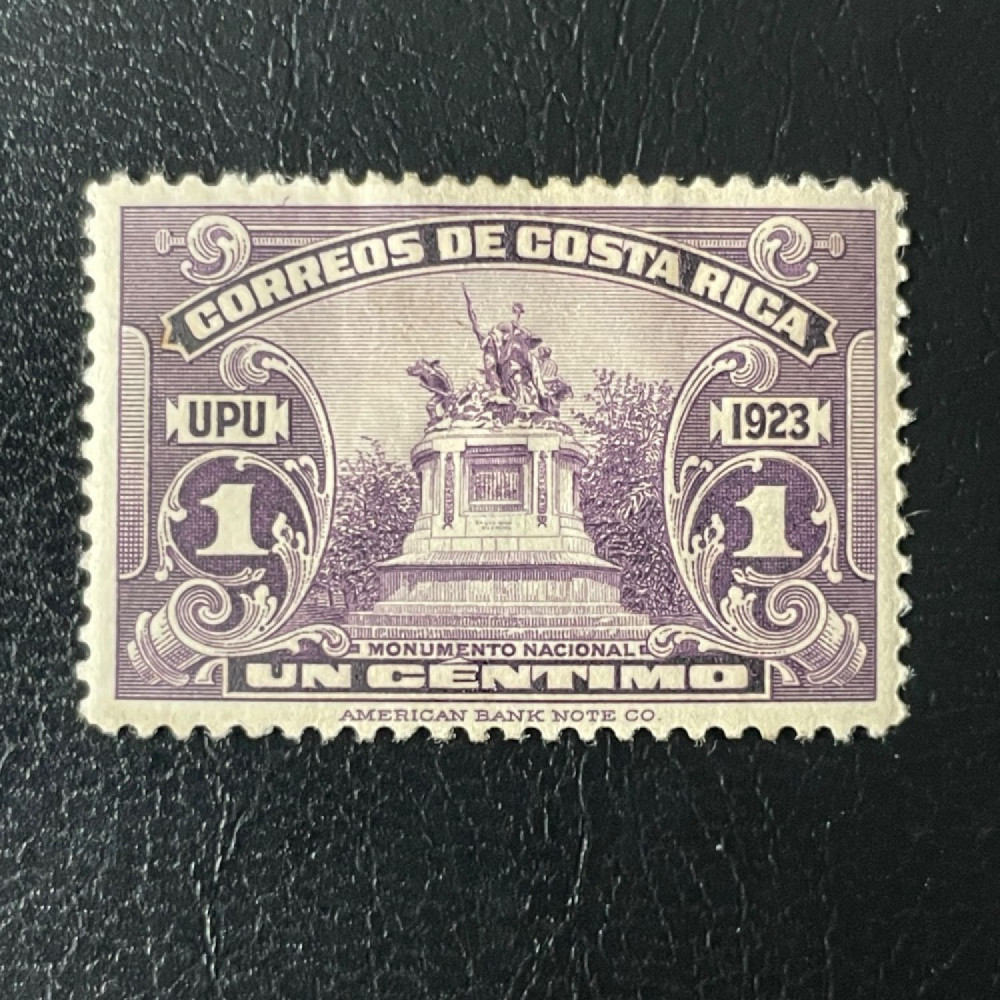 CORREOS DE COSTA RICA
UPU
1923
1
1
MONUMENTO NACIONAL
UN CENTIMO
AMERICAN BANK NOTE CO.